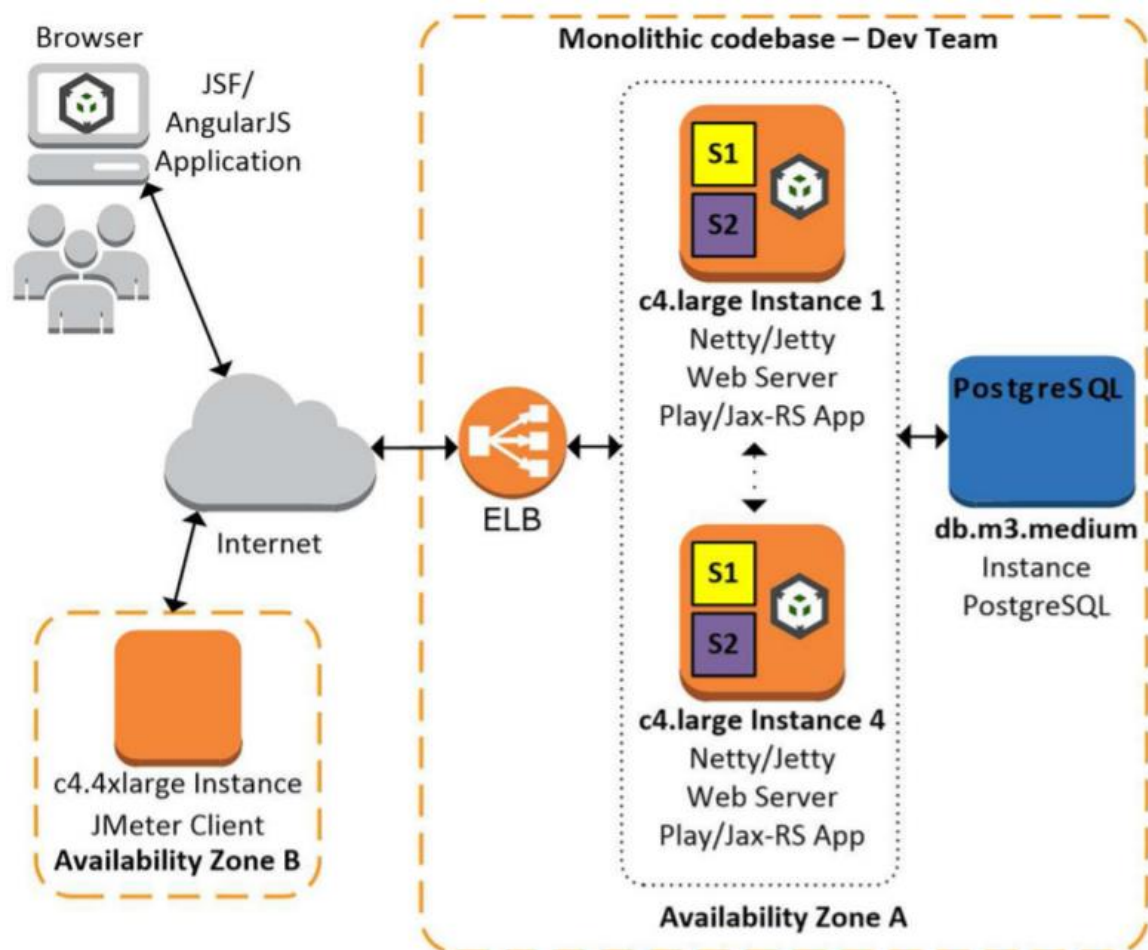 Browser
JSF/
AngularJS
Application
Internet
c4.4xlarge Instance
JMeter Client
Availability Zone B
Monolithic codebase – Dev Team
ELB
S1
S2
c4.large Instance 1
Netty/Jetty
Web Server
Play/Jax-RS App
S1
S2
c4.large Instance 4
Netty/Jetty
Web Server
Play/Jax-RS App
PostgreSQL
db.m3.medium
Instance
PostgreSQL
Availability Zone A